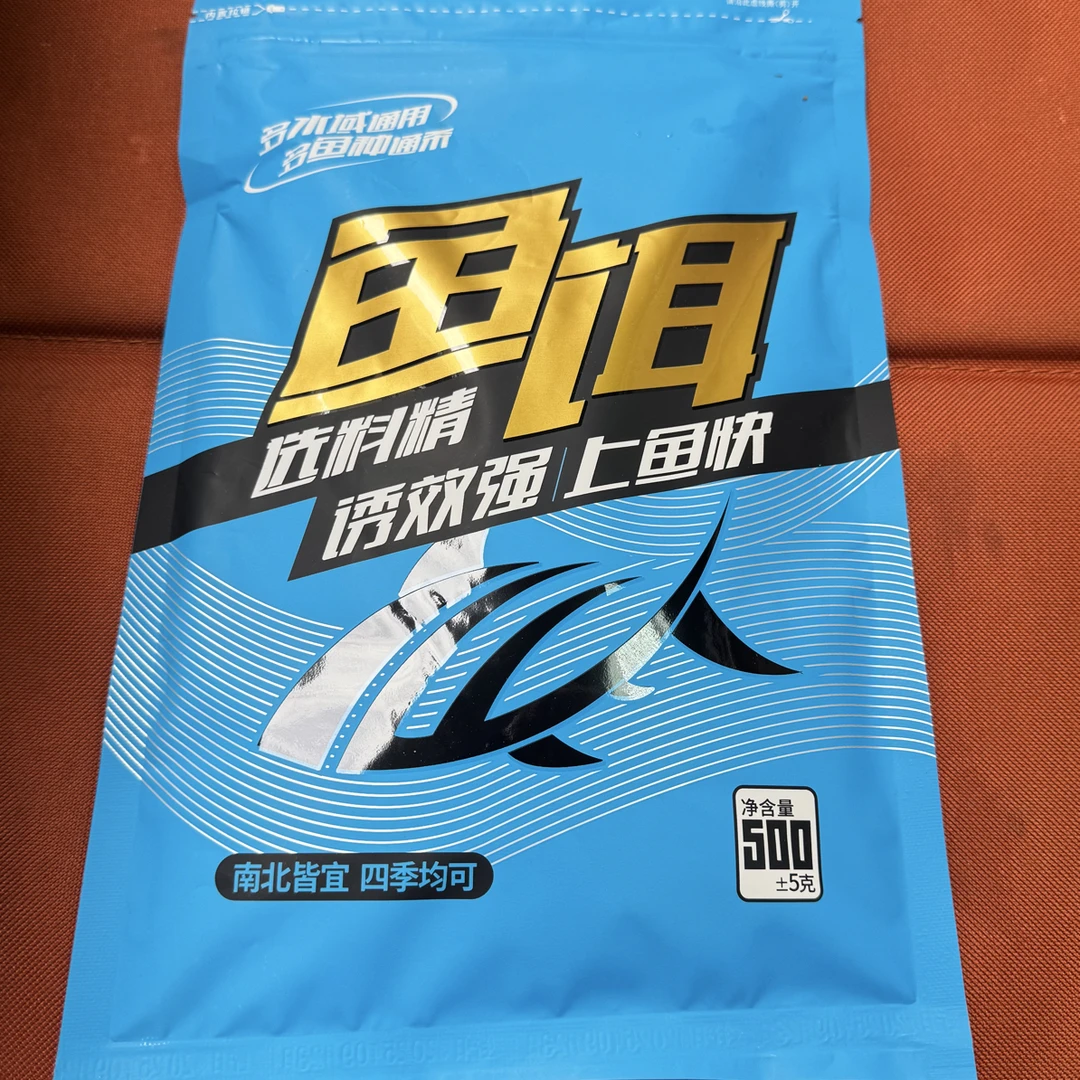 多水域通用
多鱼种通杀
鱼饵
选料精
诱效强|上鱼快
南北皆宜 四季均可
净含量
500
±5克